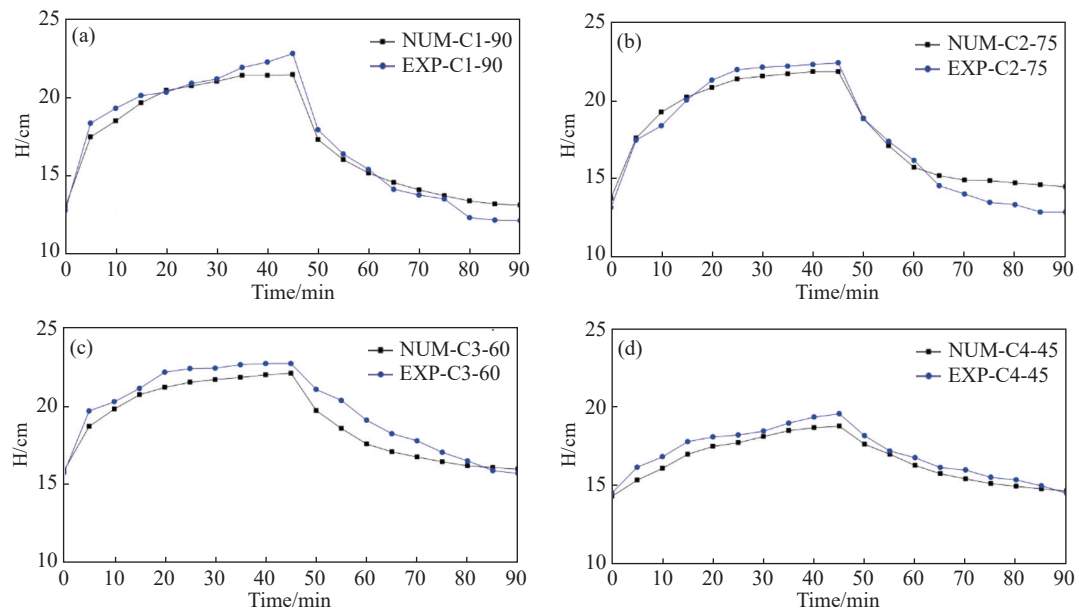 (a)
NUM-C1-90
EXP-C1-90
25
20
15
10
H/cm
0 10 20 30 40 50 60 70 80 90
Time/min
(b)
NUM-C2-75
EXP-C2-75
25
20
15
10
H/cm
0 10 20 30 40 50 60 70 80 90
Time/min
(c)
NUM-C3-60
EXP-C3-60
25
20
15
10
H/cm
0 10 20 30 40 50 60 70 80 90
Time/min
(d)
NUM-C4-45
EXP-C4-45
25
20
15
10
H/cm
0 10 20 30 40 50 60 70 80 90
Time/min